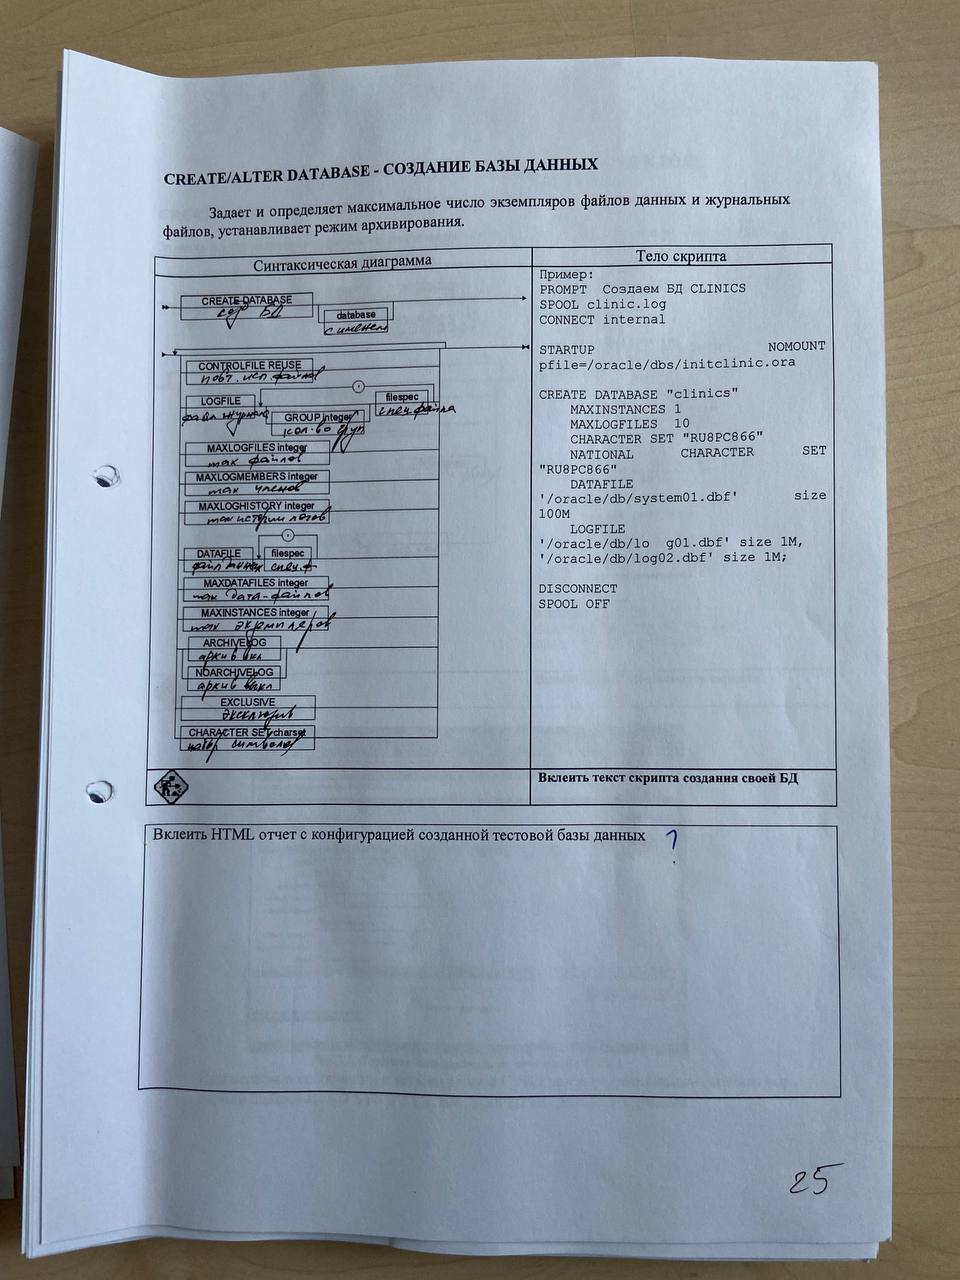 CREATE/ALTER DATABASE - СОЗДАНИЕ БАЗЫ ДАННЫХ
Задает и определяет максимальное число экземпляров файлов данных и журнальных
файлов, устанавливает режим архивирования.
Синтаксическая диаграмма
CREATE DATABASE
созд БД
database
с именем
CONTROLFILE REUSE
повт. исп. файлов
LOGFILE
файл журнала
GROUP integer
кол-во групп
filespec
спец. файла
MAXLOGFILES integer
max файлов
MAXLOGMEMBERS integer
max членов
MAXLOGHISTORY integer
max истории логов
DATAFILE
файл данных
filespec
спец. ф
MAXDATAFILES integer
max дата-файлов
MAXINSTANCES integer
max экземпляров
ARCHIVELOG
архив вкл
NOARCHIVELOG
архив выкл
EXCLUSIVE
эксклюзив
CHARACTER SET charset
набор символов
Тело скрипта
Пример:
PROMPT Создаем БД CLINICS
SPOOL clinic.log
CONNECT internal
STARTUP NOMOUNT
pfile=/oracle/dbs/initclinic.ora
CREATE DATABASE "clinics"
MAXINSTANCES 1
MAXLOGFILES 10
CHARACTER SET "RU8PC866"
NATIONAL CHARACTER SET
"RU8PC866"
DATAFILE
'/oracle/db/system01.dbf' size
100M
LOGFILE
'/oracle/db/lo g01.dbf' size 1M,
'/oracle/db/log02.dbf' size 1M;
DISCONNECT
SPOOL OFF
Вклеить текст скрипта создания своей БД
Вклеить HTML отчет с конфигурацией созданной тестовой базы данных ?
25